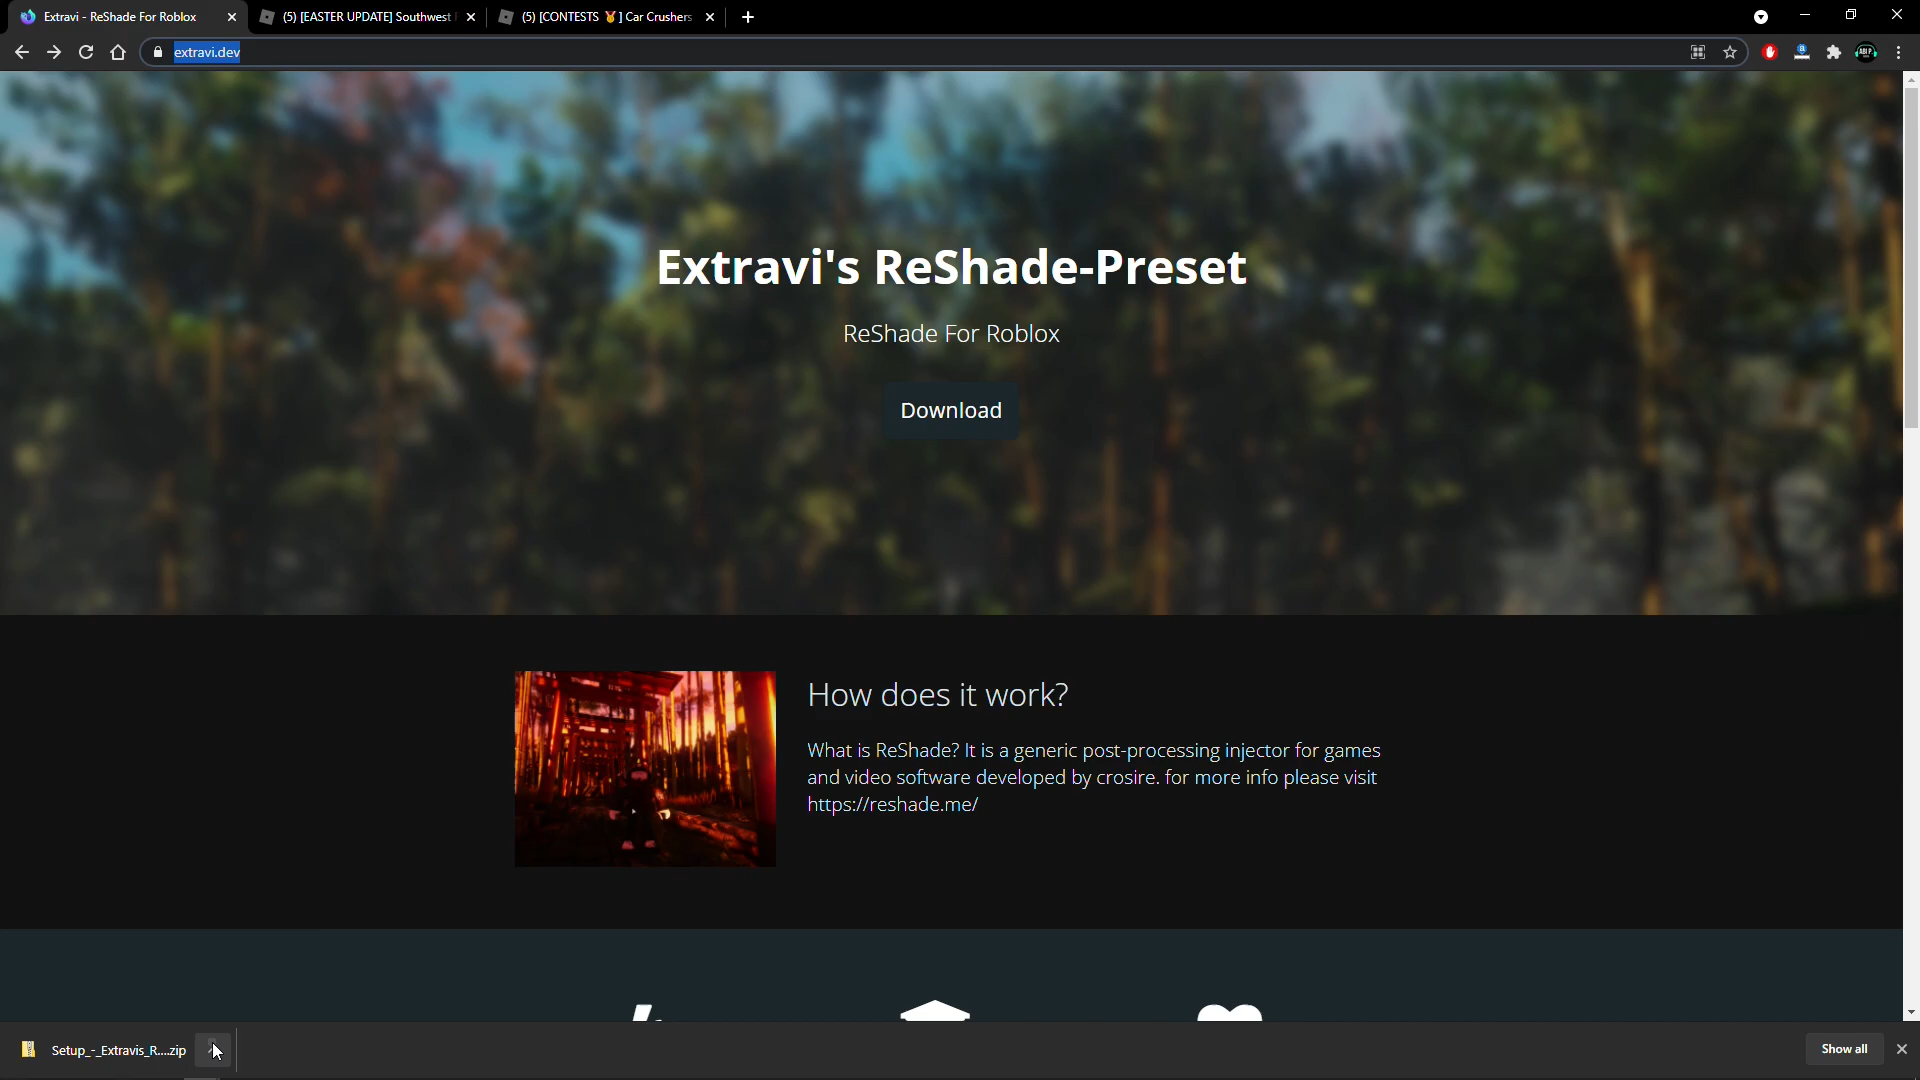 Extravi - ReShade For Roblox
(5) [EASTER UPDATE] Southwest
(5) [CONTESTS 🏅] Car Crushers
extravi.dev
Extravi's ReShade-Preset
ReShade For Roblox
Download
How does it work?
What is ReShade? It is a generic post-processing injector for games
and video software developed by crosire. for more info please visit
https://reshade.me/
Setup_-_Extravis_R....zip
Show all